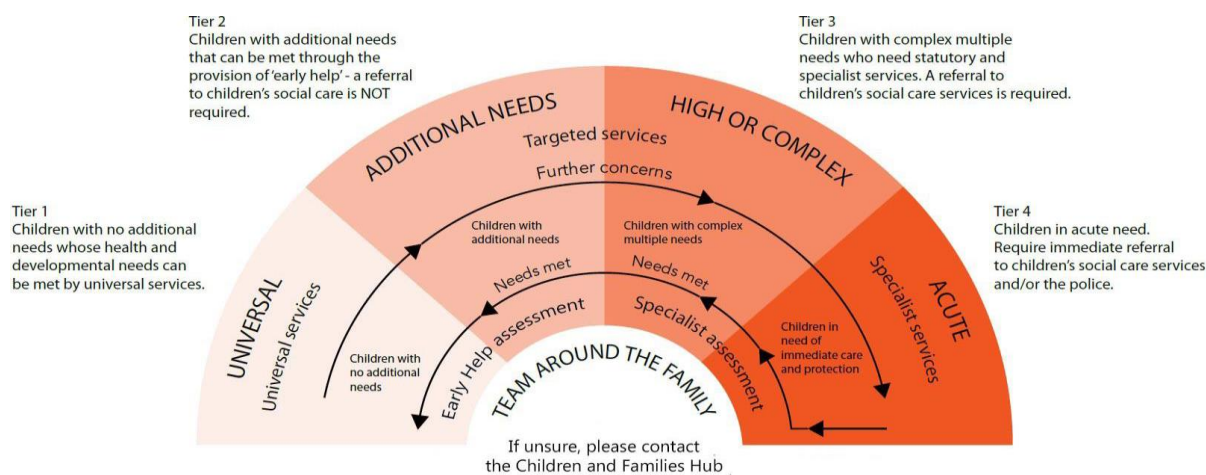 Tier 2
Children with additional needs
that can be met through the
provision of ‘early help’ - a referral
to children’s social care is NOT
required.
Tier 3
Children with complex multiple
needs who need statutory and
specialist services. A referral to
children’s social care services is required.
Tier 1
Children with no additional
needs whose health and
developmental needs can
be met by universal services.
Tier 4
Children in acute need.
Require immediate referral
to children’s social care services
and/or the police.
UNIVERSAL
Universal services
ADDITIONAL NEEDS
HIGH OR COMPLEX
Targeted services
Further concerns
ACUTE
Specialist services
Children with
no additional
needs
Children with
additional needs
Children with complex
multiple needs
Children in
need of
immediate care
and protection
Needs met
Needs met
Early Help assessment
Specialist assessment
TEAM AROUND THE FAMILY
If unsure, please contact
the Children and Families Hub